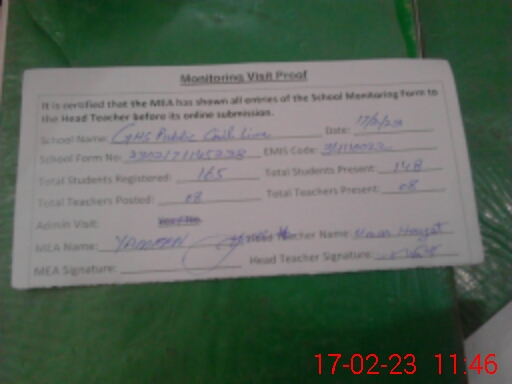 Monitoring Visit Proof
It is certified that the MEA has shown all entries of the School Monitoring Form to
the Head Teacher before its online submission.
School Name: GHS Public Civil Line Date: 17/2/23
School Form No: EMIS Code:
Total Students Registered: 165 Total Students Present: 148
Total Teachers Posted: 08 Total Teachers Present: 08
Admin Visit: Yes / No
MEA Name: Head Teacher Name:
MEA Signature: Head Teacher Signature:
17-02-23 11:46